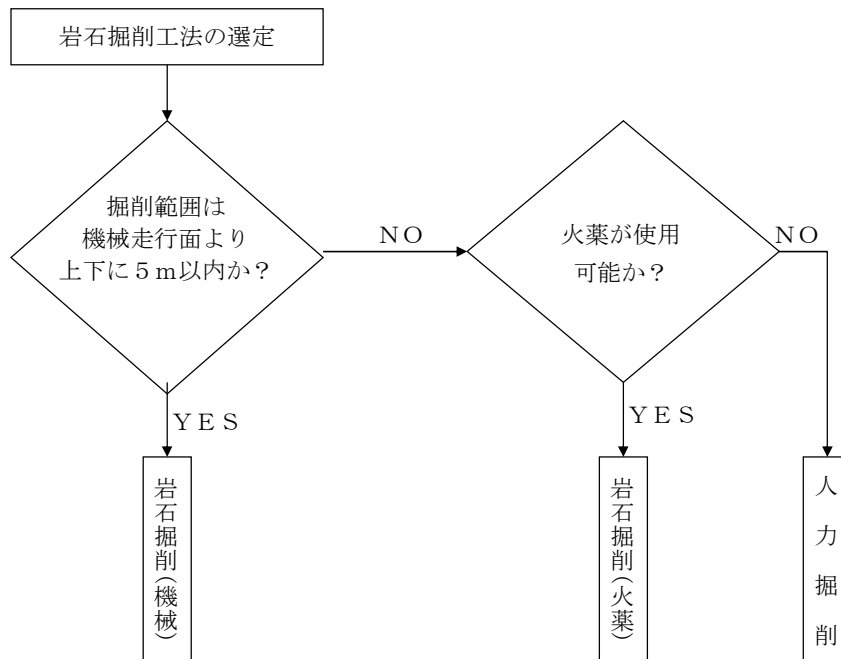 岩石掘削工法の選定
掘削範囲は
機械走行面より
上下に５ｍ以内か？
ＮＯ
火薬が使用
可能か？
ＮＯ
ＹＥＳ
ＹＥＳ
岩石掘削(機械)
岩石掘削(火薬)
人力掘削